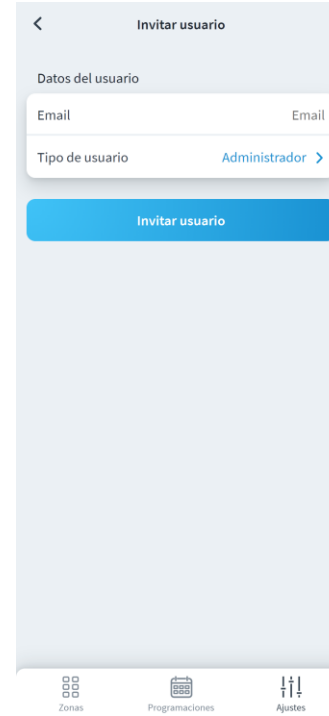 Invitar usuario
Datos del usuario
Email Email
Tipo de usuario Administrador
Invitar usuario
Zonas Programaciones Ajustes